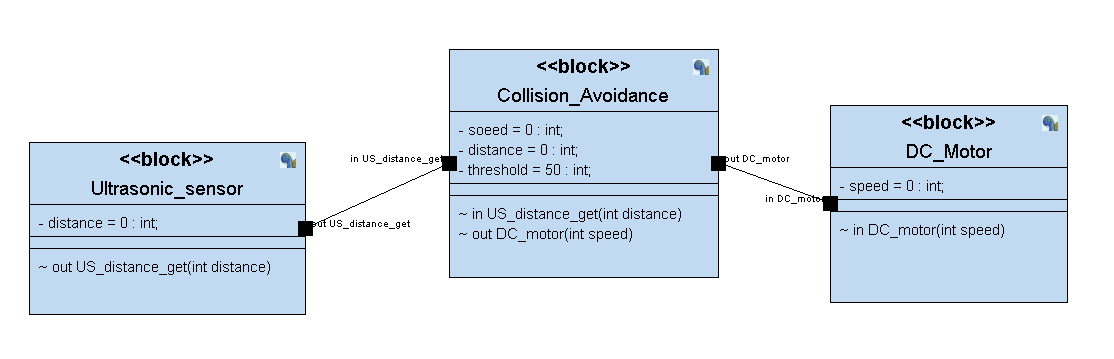 <<block>>
Ultrasonic_sensor
- distance = 0 : int;
~ out US_distance_get(int distance)
out US_distance_get
in US_distance_get
<<block>>
Collision_Avoidance
- soeed = 0 : int;
- distance = 0 : int;
- threshold = 50 : int;
~ in US_distance_get(int distance)
~ out DC_motor(int speed)
out DC_motor
in DC_motor
<<block>>
DC_Motor
- speed = 0 : int;
~ in DC_motor(int speed)